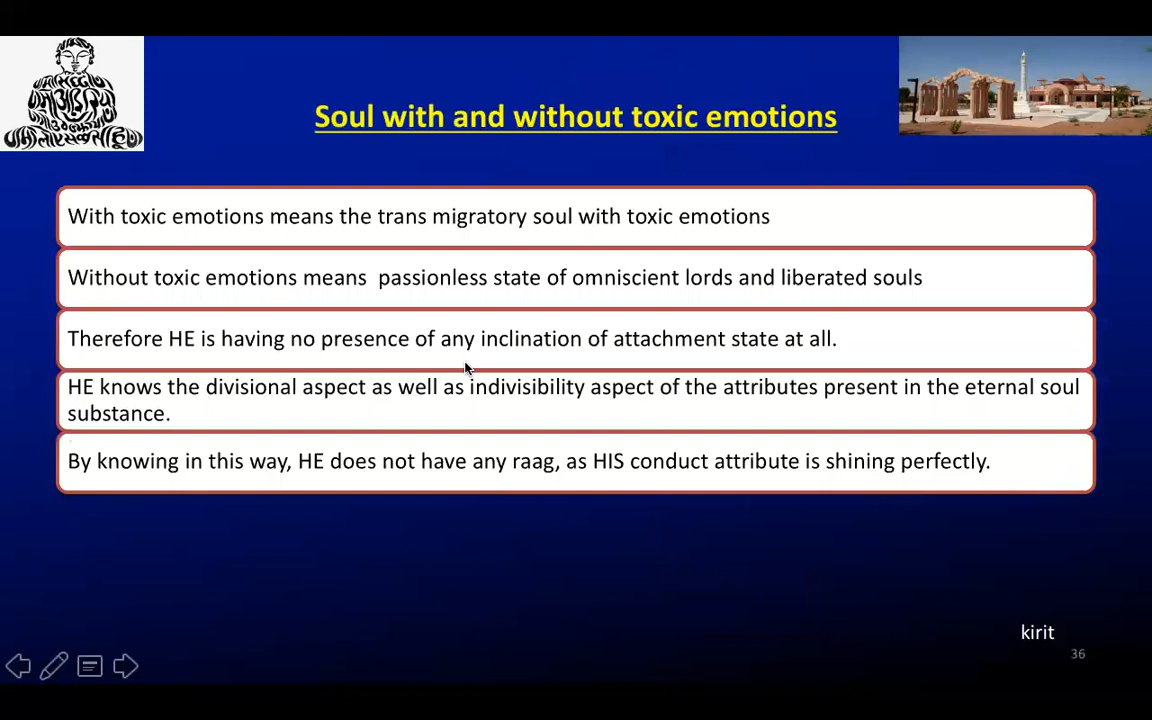 Soul with and without toxic emotions
With toxic emotions means the trans migratory soul with toxic emotions
Without toxic emotions means passionless state of omniscient lords and liberated souls
Therefore HE is having no presence of any inclination of attachment state at all.
HE knows the divisional aspect as well as indivisibility aspect of the attributes present in the eternal soul
substance.
By knowing in this way, HE does not have any raag, as HIS conduct attribute is shining perfectly.
kirit
36